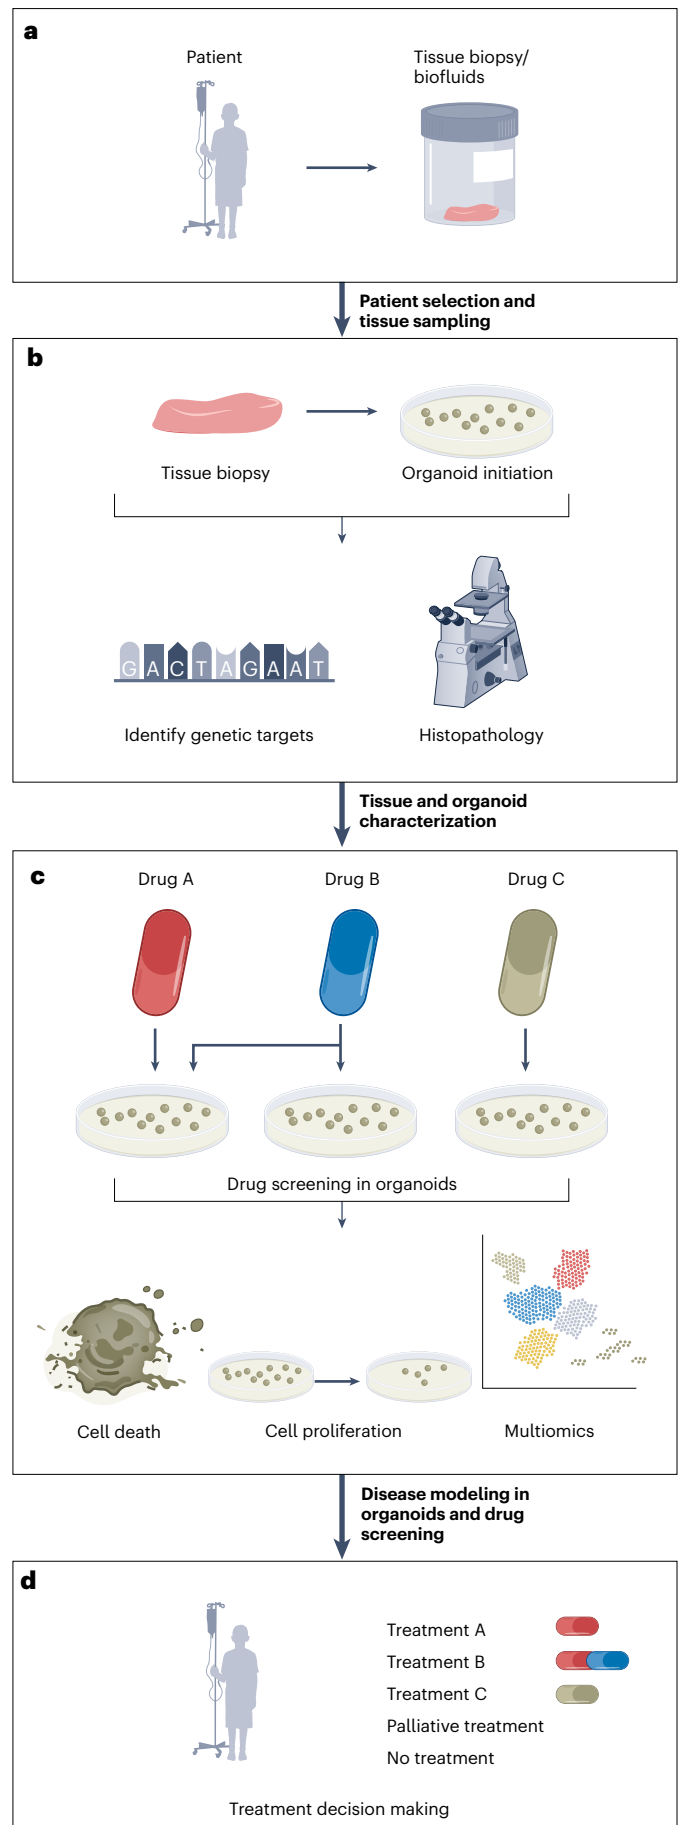 a
Patient
Tissue biopsy/
biofluids
Patient selection and
tissue sampling
b
Tissue biopsy
Organoid initiation
G A C T A G A A T
Identify genetic targets
Histopathology
Tissue and organoid
characterization
c
Drug A
Drug B
Drug C
Drug screening in organoids
Cell death
Cell proliferation
Multiomics
Disease modeling in
organoids and drug
screening
d
Treatment A
Treatment B
Treatment C
Palliative treatment
No treatment
Treatment decision making